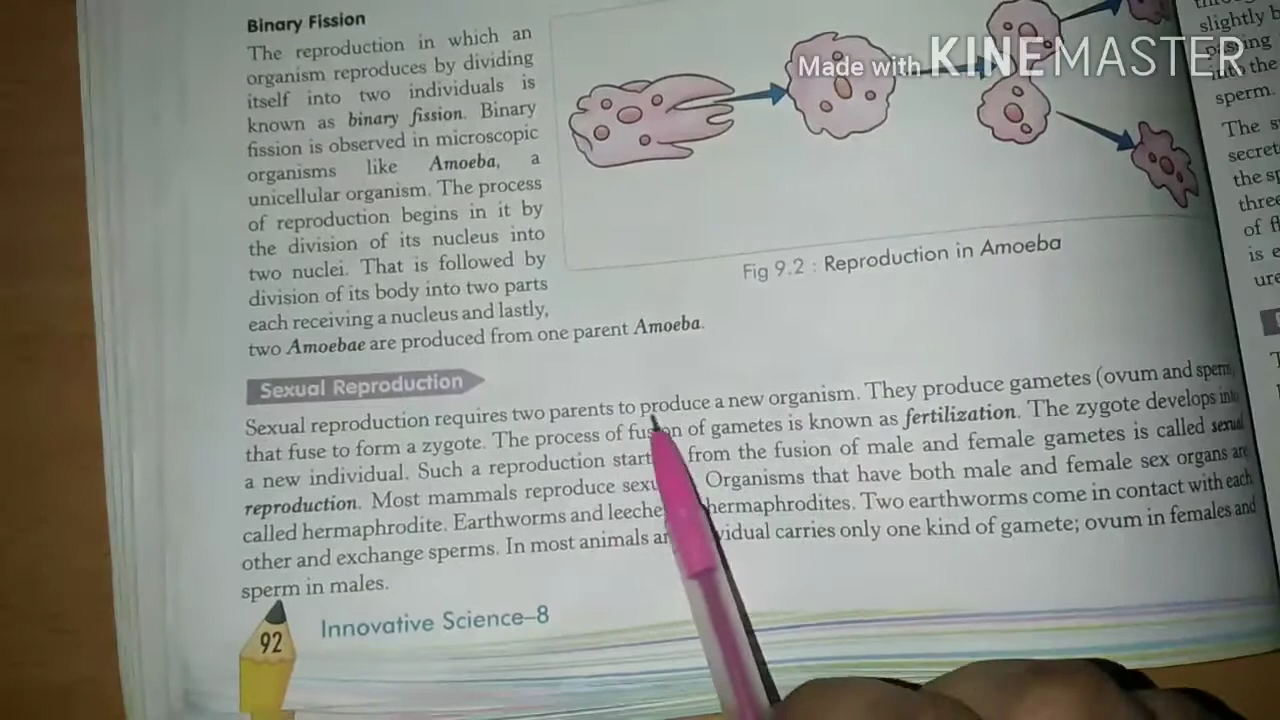 Binary Fission
The reproduction in which an
organism reproduces by dividing
itself into two individuals is
known as binary fission. Binary
fission is observed in microscopic
organisms like Amoeba, a
unicellular organism. The process
of reproduction begins in it by
the division of its nucleus into
two nuclei. That is followed by
division of its body into two parts
each receiving a nucleus and lastly,
two Amoebae are produced from one parent Amoeba.
Made with KINEMASTER
Fig 9.2 : Reproduction in Amoeba
Sexual Reproduction
Sexual reproduction requires two parents to produce a new organism. They produce gametes (ovum and sperm
that fuse to form a zygote. The process of fusion of gametes is known as fertilization. The zygote develops into
a new individual. Such a reproduction start from the fusion of male and female gametes is called sexual
reproduction. Most mammals reproduce Organisms that have both male and female sex organs are
called hermaphrodite. Earthworms and hermaphrodites. Two earthworms come in contact with each
other and exchange sperms. In most animals carries only one kind of gamete; ovum in females and
sperm in males.
92
Innovative Science–8
slightly
into the
sperm.
The
the
of
is